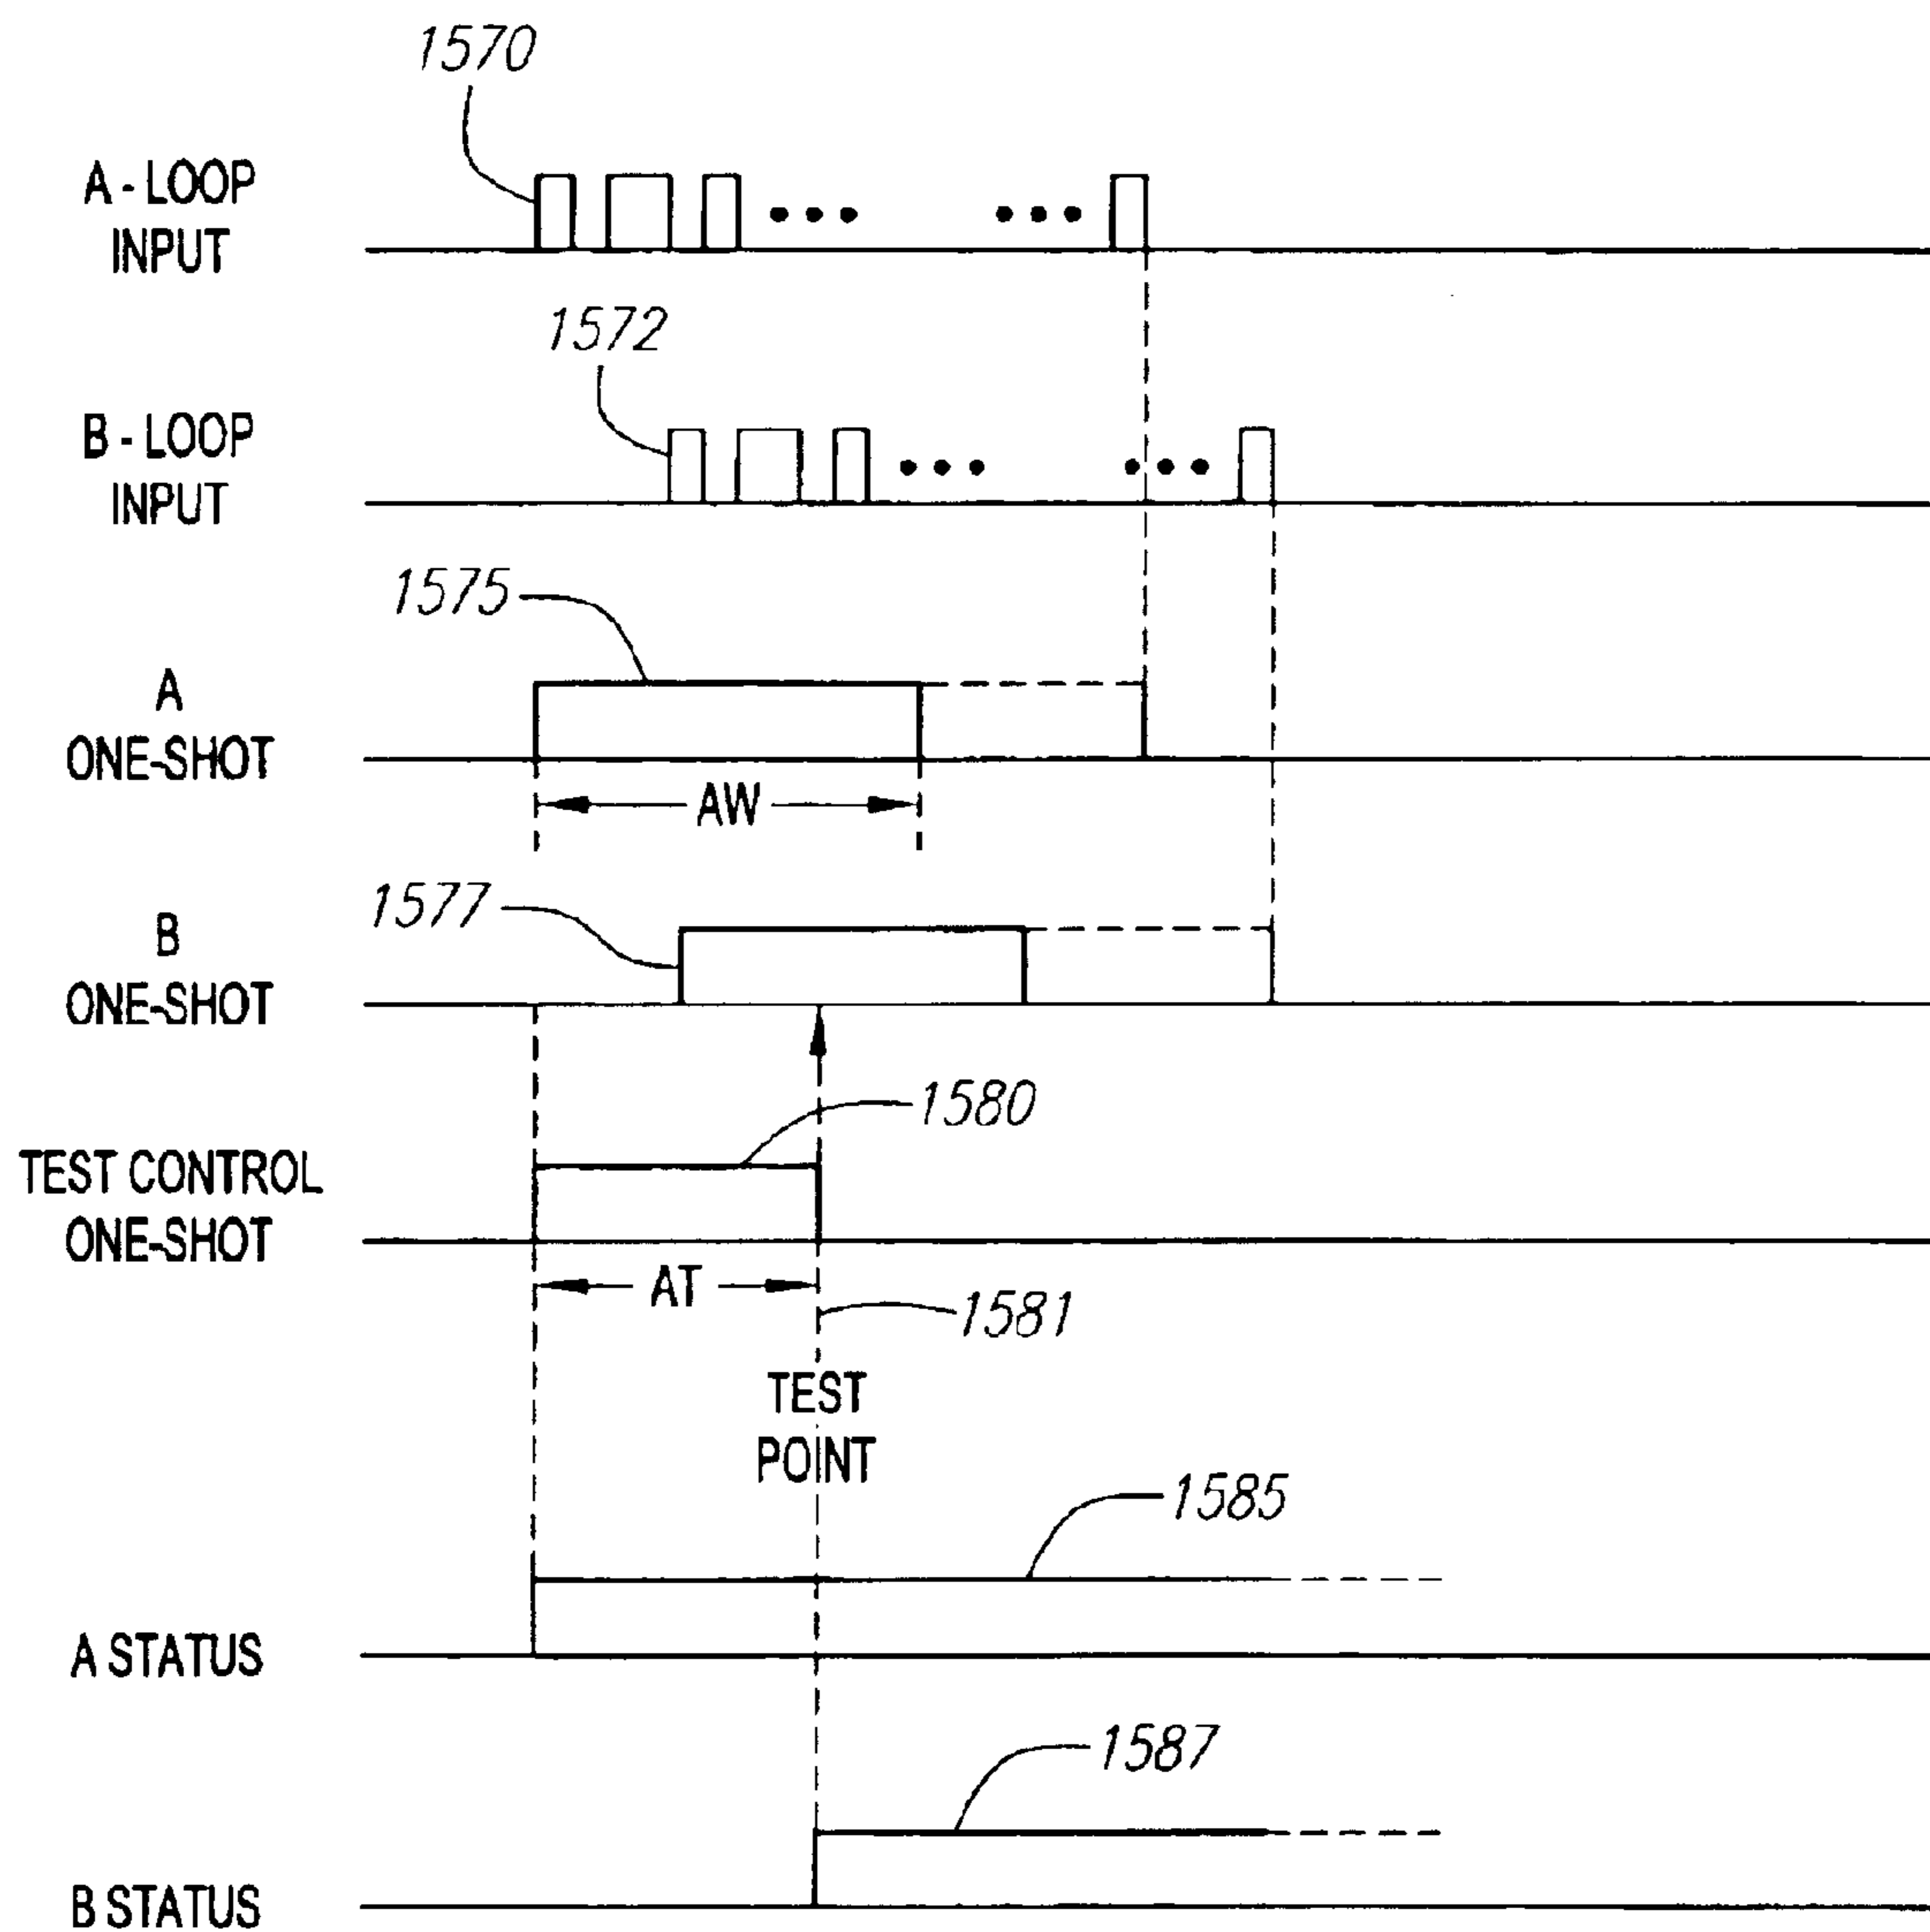 1570
A - LOOP
INPUT
1572
B - LOOP
INPUT
1575
A
ONE-SHOT
AW
1577
B
ONE-SHOT
1580
TEST CONTROL
ONE-SHOT
AT
1581
TEST
POINT
1585
A STATUS
1587
B STATUS